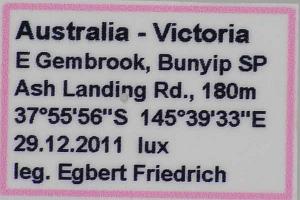 Australia - Victoria
E Gembrook, Bunyip SP
Ash Landing Rd., 180m
37°55'56"S 145°39'33"E
29.12.2011 lux
leg. Egbert Friedrich